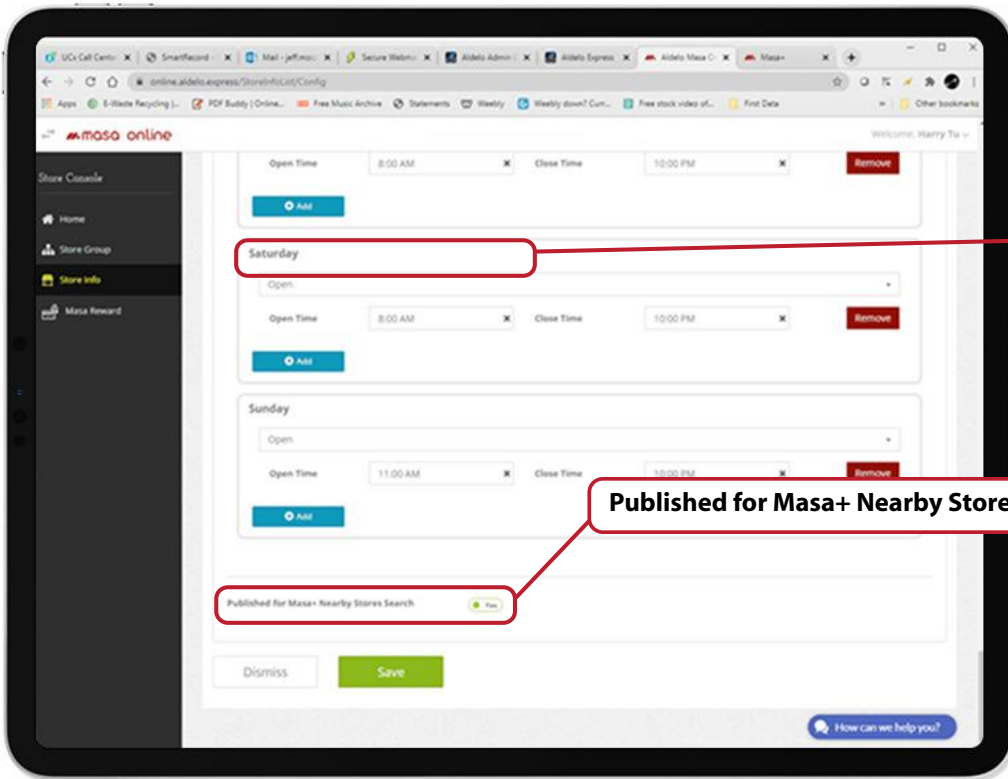 UCx Call Cente
SmartRecord -
Mail - jeff.mou
Secure Webm
Aldelo Admin
Aldelo Express
Aldelo Masa C
Masa+
online.aldelo.express/StoreInfoList/Config
Apps
E-Waste Recycling |...
PDF Buddy | Online...
Free Music Archive
Statements
Weebly
Weebly down? Curr...
Free stock video of...
First Data
Other bookmarks
masa online
Welcome, Harry Tu
Store Console
Home
Store Group
Store Info
Masa Reward
Open Time 8:00 AM Close Time 10:00 PM Remove
Add
Saturday
Open
Open Time 8:00 AM Close Time 10:00 PM Remove
Add
Sunday
Open
Open Time 11:00 AM Close Time 10:00 PM Remove
Add
Published for Masa+ Nearby Store
Published for Masa+ Nearby Stores Search Yes
Dismiss Save
How can we help you?